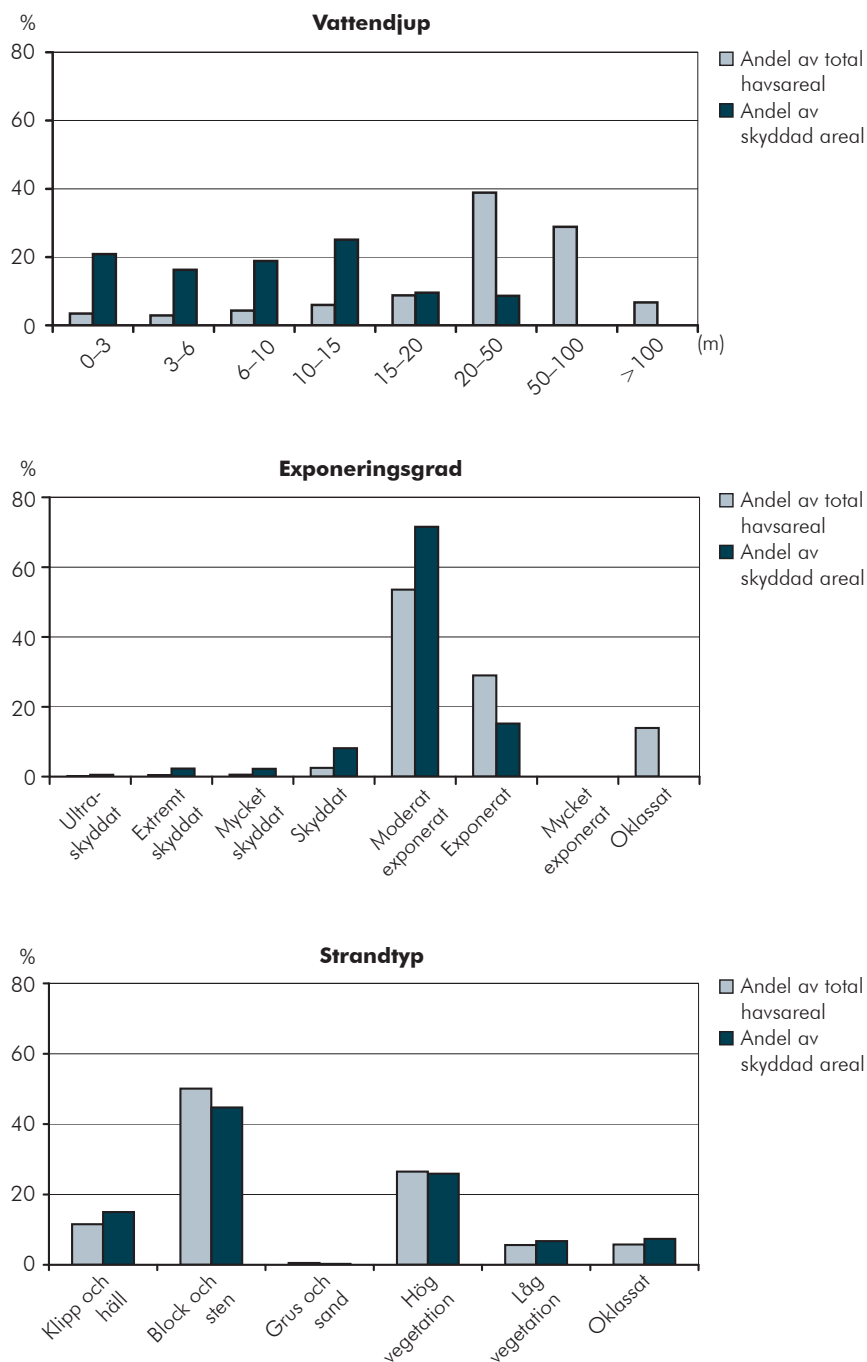 %
Vattendjup
80
60
40
20
0
0–3
3–6
6–10
10–15
15–20
20–50
50–100
> 100
(m)
Andel av total
havsareal
Andel av
skyddad areal
%
Exponeringsgrad
80
60
40
20
0
Ultra-
skyddat
Extremt
skyddat
Mycket
skyddat
Skyddat
Moderat
exponerat
Exponerat
Mycket
exponerat
Oklassat
Andel av total
havsareal
Andel av
skyddad areal
%
Strandtyp
80
60
40
20
0
Klipp och
häll
Block och
sten
Grus och
sand
Hög
vegetation
Låg
vegetation
Oklassat
Andel av total
havsareal
Andel av
skyddad areal